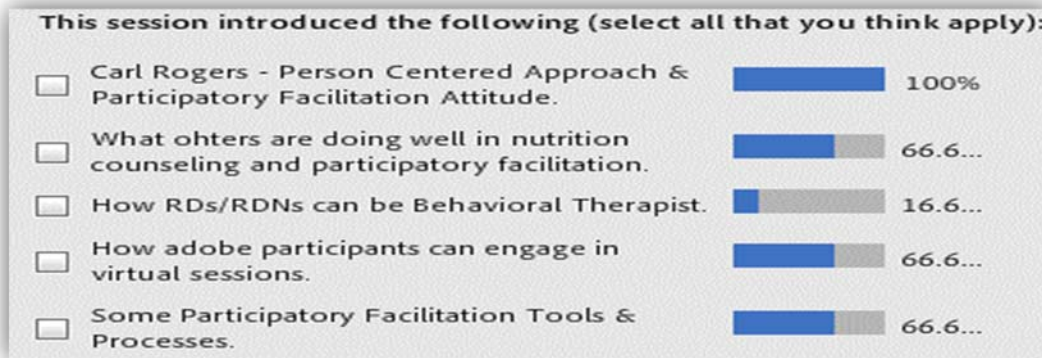 This session introduced the following (select all that you think apply):
Carl Rogers - Person Centered Approach &
Participatory Facilitation Attitude.
100%
What ohters are doing well in nutrition
counseling and participatory facilitation.
66.6...
How RDs/RDNs can be Behavioral Therapist.
16.6...
How adobe participants can engage in
virtual sessions.
66.6...
Some Participatory Facilitation Tools &
Processes.
66.6...